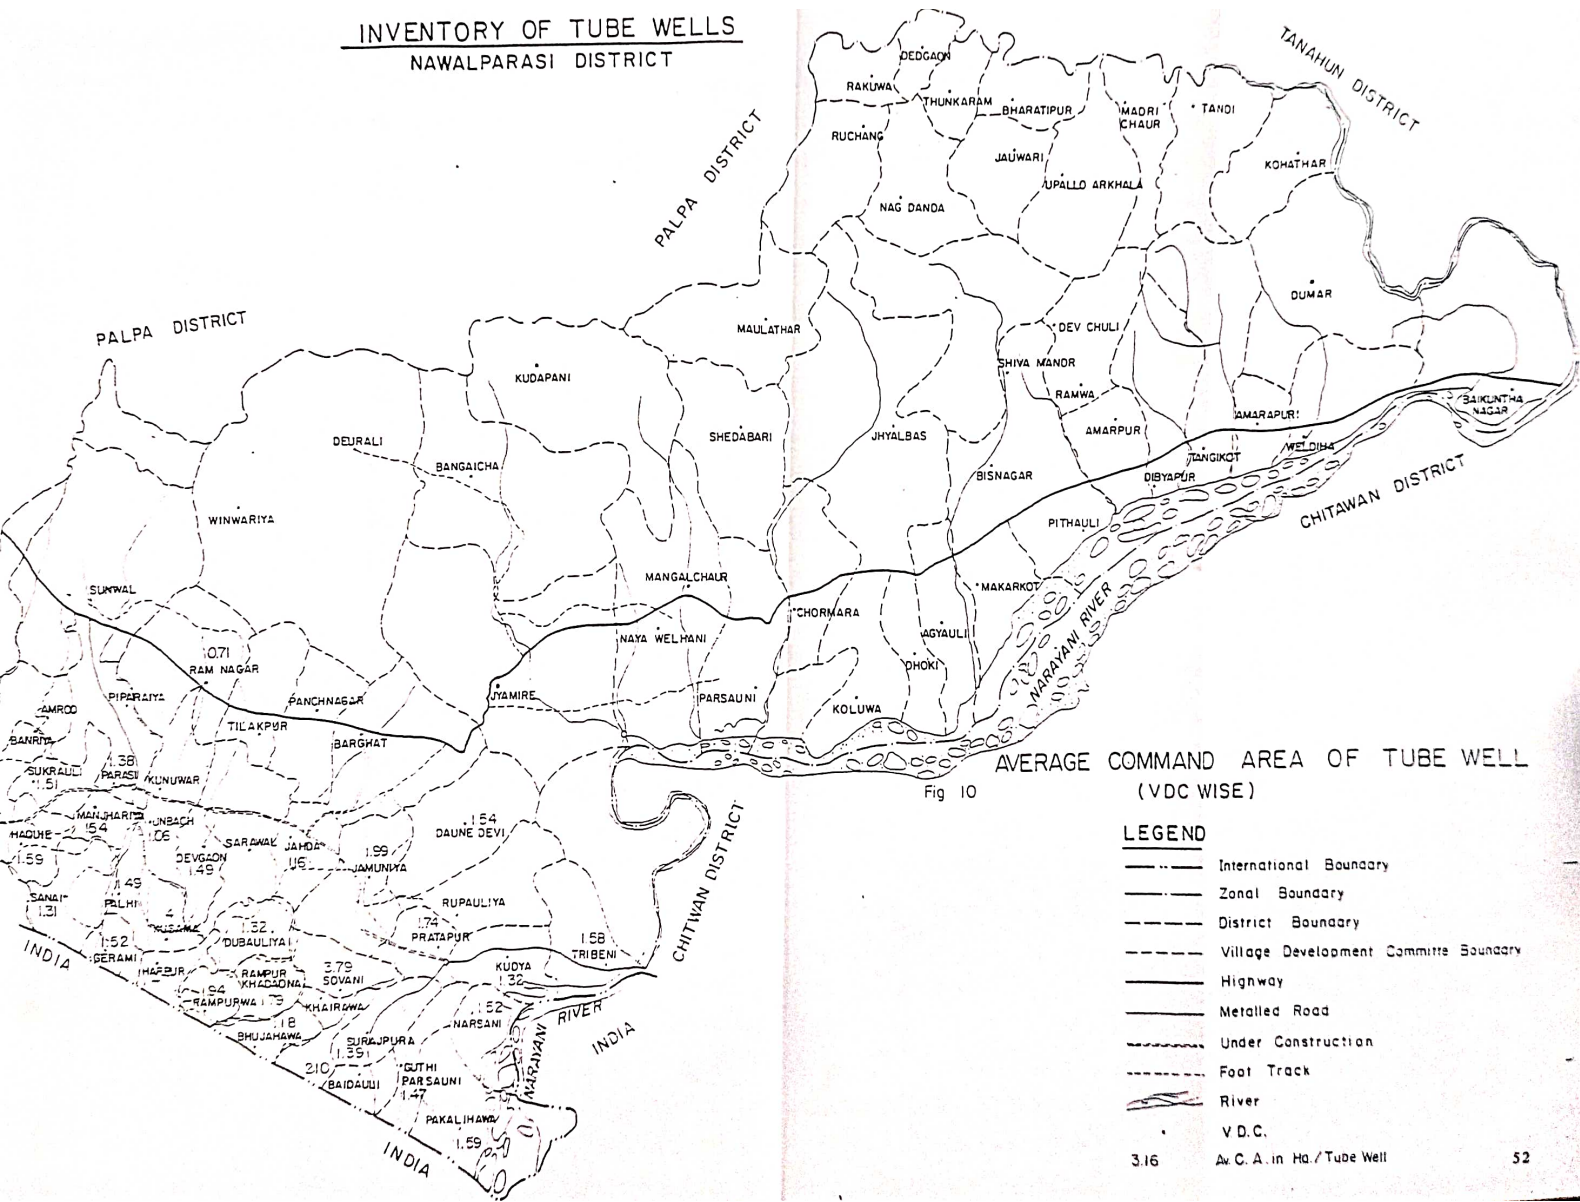 INVENTORY OF TUBE WELLS
NAWALPARASI DISTRICT
TANAHUN DISTRICT
PALPA DISTRICT
PALPA DISTRICT
DEDGAON
RAKUWA
THUNKARAM
BHARATIPUR
MADRI
CHAUR
TANDI
RUCHANG
JAUWARI
KOHATHAR
UPALLO ARKHALA
NAG DANDA
DUMAR
MAULATHAR
DEV CHULI
KUDAPANI
SHIVA MANDR
RAMWA
BAIKUNTHA
NAGAR
AMARAPURI
DEURALI
SHEDABARI
JHYALBAS
AMARPUR
WELDIHA
BANGAICHA
TANGIKOT
BISNAGAR
DIBYAPUR
CHITAWAN DISTRICT
WINWARIYA
PITHAULI
SUNWAL
MANGALCHAUR
MAKARKOT
CHORMARA
NAYA WELHANI
AGYAULI
NARAYANI RIVER
0.71
RAM NAGAR
DHOKI
PIPARAIYA
PANCHNAGAR
JYAMIRE
PARSAUNI
KOLUWA
AMROD
TILAKPUR
BANRIYA
BARGHAT
SUKRAULI
1.51
1.38
PARASI
KUNUWAR
AVERAGE COMMAND AREA OF TUBE WELL
(VDC WISE)
Fig 10
MANJHARIYA
1.54
UNBACH
1.06
1.54
DAUNE DEVI
HAQUIE
1.59
SARAWAL
JAHDA
1.16
DEVGAON
1.49
1.99
JAMUNIYA
CHITWAN DISTRICT
1.49
PALHI
SANAI
1.31
RUPAULIYA
4
KUSAMA
1.32
DUBAULIYA
1.74
PRATAPUR
1.58
TRIBENI
INDIA
1.52
GERAMI
HARPUR
RAMPUR
KHADAONA
1.79
3.79
SOVANI
KUDYA
1.32
.94
RAMPURWA
KHAIRAWA
1.52
NARSANI
NARAYANI RIVER
INDIA
1.18
BHUJAHAWA
SURAJPURA
1.39
2.10
BAIDAULI
GUTHI
PARSAUNI
1.47
PAKALIHAWA
1.59
INDIA
LEGEND
International Boundary
Zonal Boundary
District Boundary
Village Development Committe Boundary
Highway
Metalled Road
Under Construction
Foot Track
River
V.D.C.
3.16 Av. C. A. in Ha./Tube Well
52